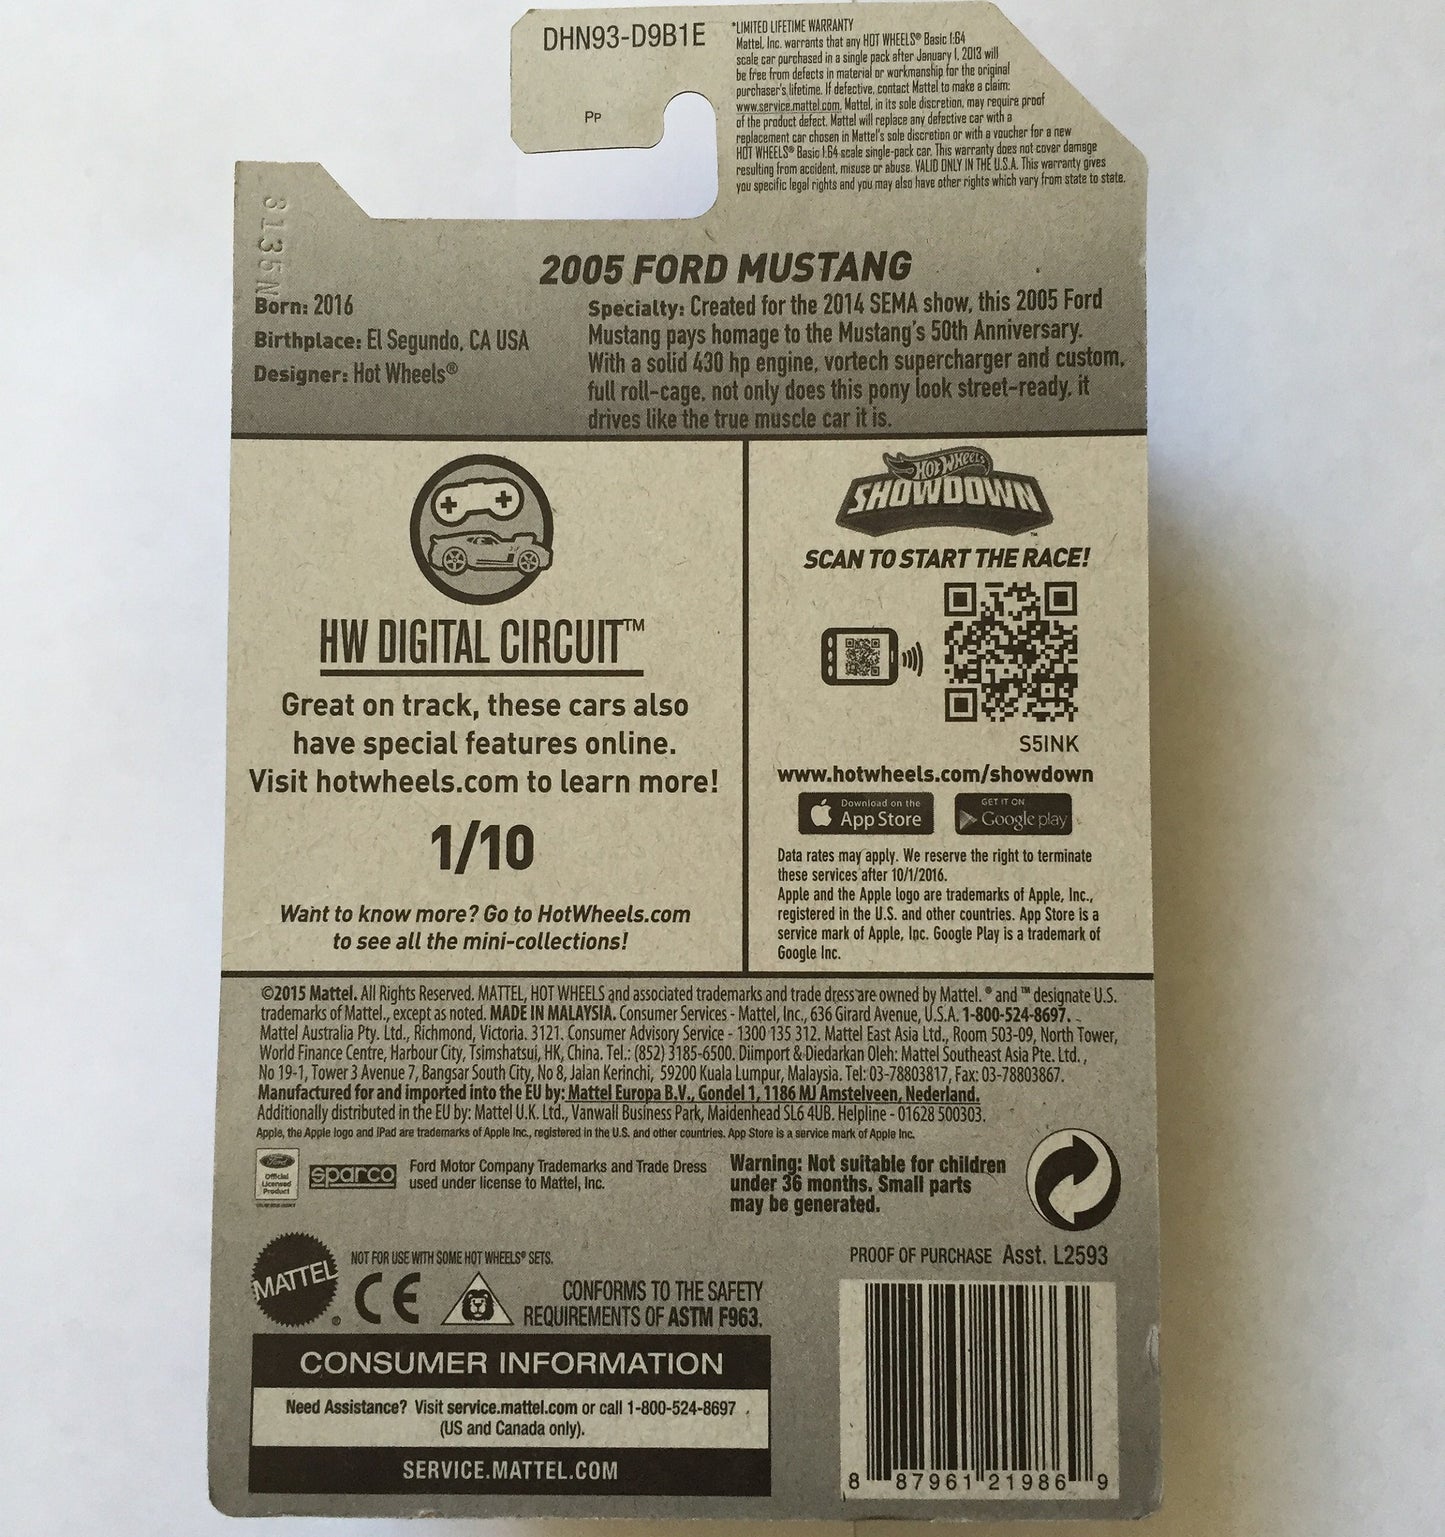 DHN93-D9B1E
Pp
*LIMITED LIFETIME WARRANTY
Mattel, Inc. warrants that any HOT WHEELS® Basic 1:64
scale car purchased in a single pack after January 1, 2013 will
be free from defects in material or workmanship for the original
purchaser's lifetime. If defective, contact Mattel to make a claim:
www.service.mattel.com. Mattel, in its sole discretion, may require proof
of the product defect. Mattel will replace any defective car with a
replacement car chosen in Mattel's sole discretion or with a voucher for a new
HOT WHEELS® Basic 1:64 scale single-pack car. This warranty does not cover damage
resulting from accident, misuse or abuse. VALID ONLY IN THE U.S.A. This warranty gives
you specific legal rights and you may also have other rights which vary from state to state.
3135N
2005 FORD MUSTANG
Born: 2016
Birthplace: El Segundo, CA USA
Designer: Hot Wheels®
Specialty: Created for the 2014 SEMA show, this 2005 Ford
Mustang pays homage to the Mustang's 50th Anniversary.
With a solid 430 hp engine, vortech supercharger and custom,
full roll-cage, not only does this pony look street-ready, it
drives like the true muscle car it is.
HW DIGITAL CIRCUIT™
Great on track, these cars also
have special features online.
Visit hotwheels.com to learn more!
1/10
Want to know more? Go to HotWheels.com
to see all the mini-collections!
Hot Wheels
SHOWDOWN™
SCAN TO START THE RACE!
S5INK
www.hotwheels.com/showdown
Download on the
App Store
GET IT ON
Google play
Data rates may apply. We reserve the right to terminate
these services after 10/1/2016.
Apple and the Apple logo are trademarks of Apple, Inc.,
registered in the U.S. and other countries. App Store is a
service mark of Apple, Inc. Google Play is a trademark of
Google Inc.
©2015 Mattel. All Rights Reserved. MATTEL, HOT WHEELS and associated trademarks and trade dress are owned by Mattel. ® and ™ designate U.S.
trademarks of Mattel., except as noted. MADE IN MALAYSIA. Consumer Services - Mattel, Inc., 636 Girard Avenue, U.S.A. 1-800-524-8697.
Mattel Australia Pty. Ltd., Richmond, Victoria. 3121. Consumer Advisory Service - 1300 135 312. Mattel East Asia Ltd., Room 503-09, North Tower,
World Finance Centre, Harbour City, Tsimshatsui, HK, China. Tel.: (852) 3185-6500. Diimport & Diedarkan Oleh: Mattel Southeast Asia Pte. Ltd.,
No 19-1, Tower 3 Avenue 7, Bangsar South City, No 8, Jalan Kerinchi, 59200 Kuala Lumpur, Malaysia. Tel: 03-78803817, Fax: 03-78803867.
Manufactured for and imported into the EU by: Mattel Europa B.V., Gondel 1, 1186 MJ Amstelveen, Nederland.
Additionally distributed in the EU by: Mattel U.K. Ltd., Vanwall Business Park, Maidenhead SL6 4UB. Helpline - 01628 500303.
Apple, the Apple logo and iPad are trademarks of Apple Inc., registered in the U.S. and other countries. App Store is a service mark of Apple Inc.
Ford
Official
Licensed
Product
sparco
Ford Motor Company Trademarks and Trade Dress
used under license to Mattel, Inc.
Warning: Not suitable for children
under 36 months. Small parts
may be generated.
MATTEL®
NOT FOR USE WITH SOME HOT WHEELS® SETS.
CE
CONFORMS TO THE SAFETY
REQUIREMENTS OF ASTM F963.
PROOF OF PURCHASE Asst. L2593
CONSUMER INFORMATION
Need Assistance? Visit service.mattel.com or call 1-800-524-8697
(US and Canada only).
SERVICE.MATTEL.COM
8 87961 21986 9